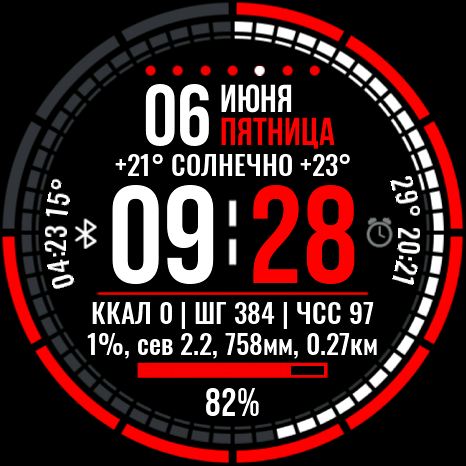 06 ИЮНЯ
ПЯТНИЦА
+21° СОЛНЕЧНО +23°
04:23 15°
09:28
29° 20:21
ККАЛ 0 | ШГ 384 | ЧСС 97
1%, сев 2.2, 758мм, 0.27км
82%